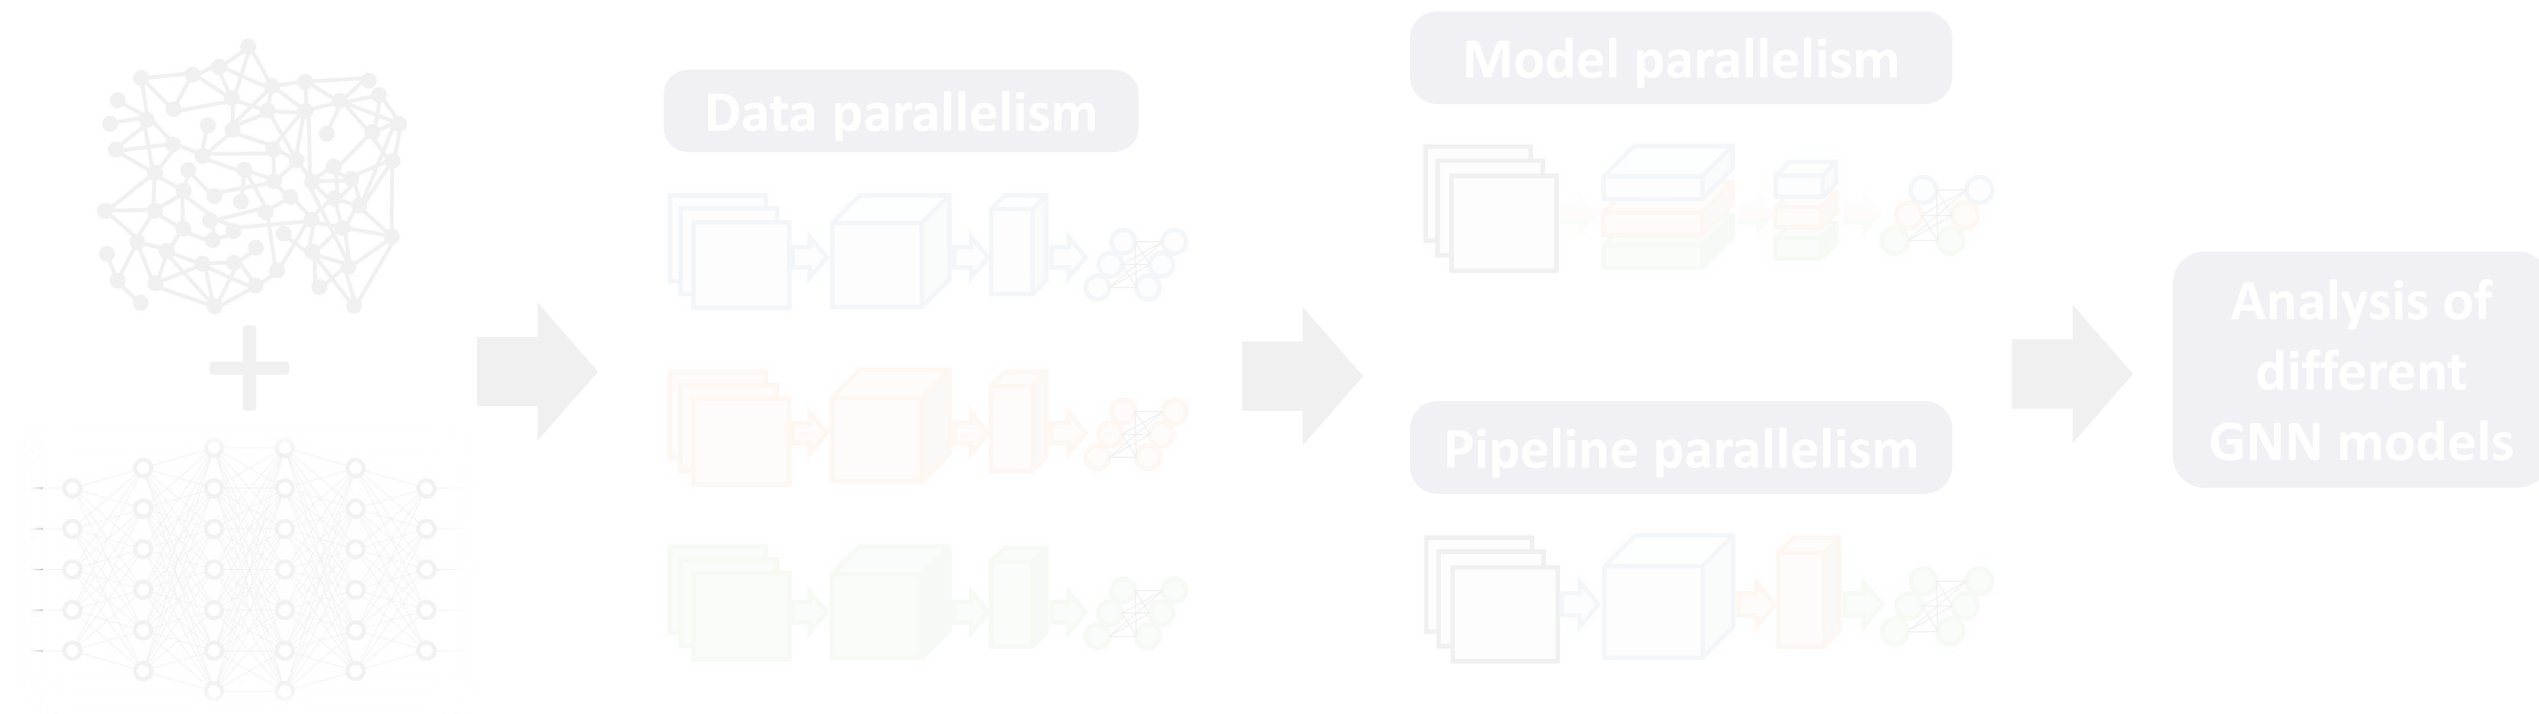 Data parallelism
Model parallelism
Pipeline parallelism
Analysis of
different
GNN models